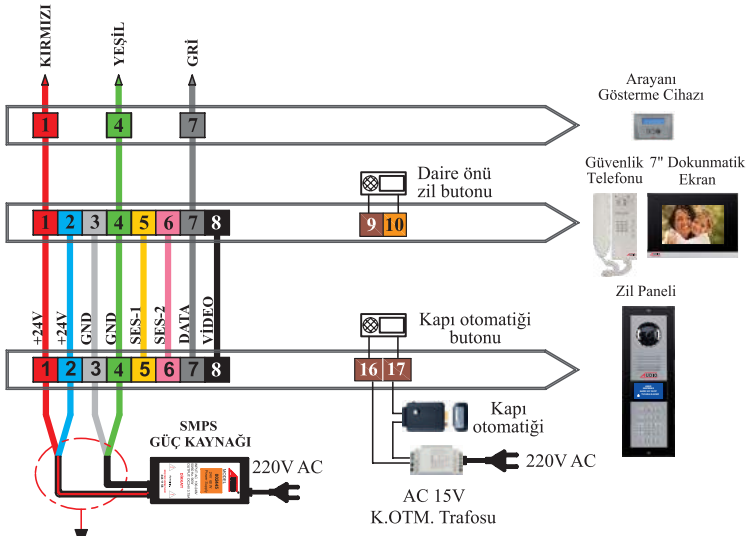 KIRMIZI
YEŞİL
GRİ
1
4
7
Arayanı
Gösterme Cihazı
Daire önü
zil butonu
Güvenlik
Telefonu
7" Dokunmatik
Ekran
1 2 3 4 5 6 7 8
9 10
Zil Paneli
+24V
+24V
GND
GND
SES-1
SES-2
DATA
VİDEO
Kapı otomatiği
butonu
1 2 3 4 5 6 7 8
16 17
Kapı
otomatiği
SMPS
GÜÇ KAYNAĞI
220V AC
220V AC
AC 15V
K.OTM. Trafosu